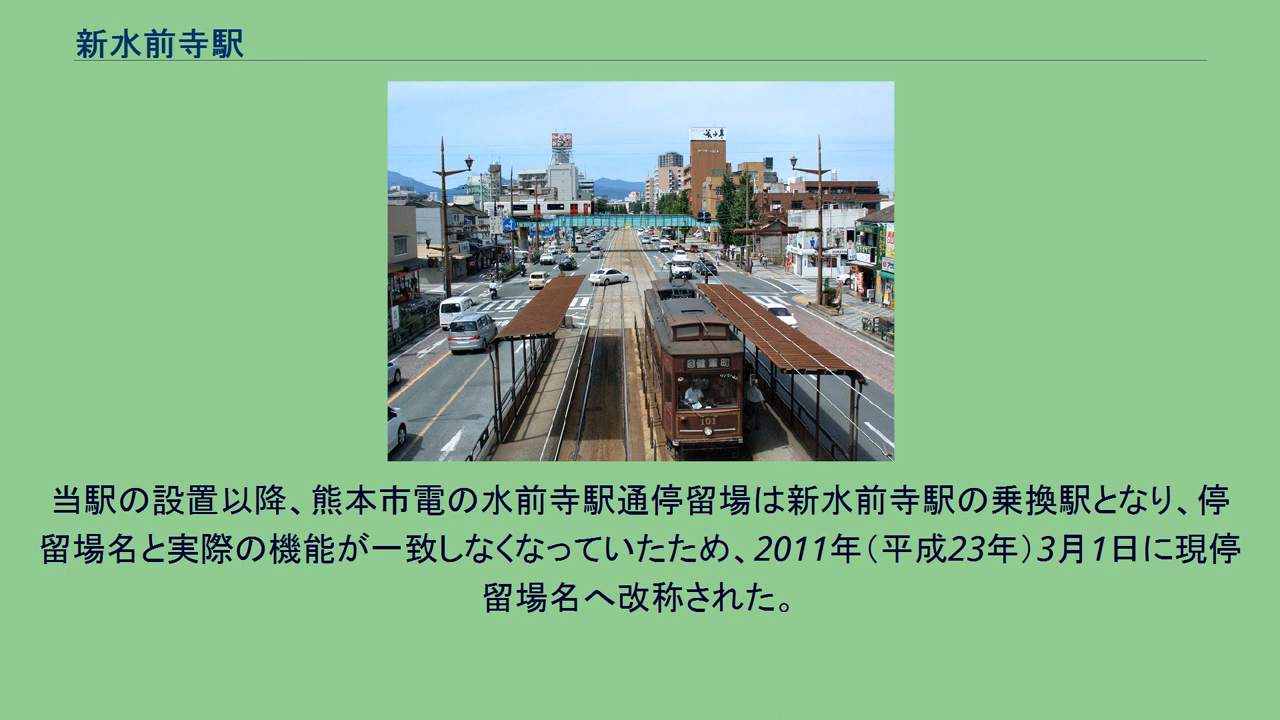 新水前寺駅
健軍町
101
当駅の設置以降、熊本市電の水前寺駅通停留場は新水前寺駅の乗換駅となり、停
留場名と実際の機能が一致しなくなっていたため、2011年（平成23年）3月1日に現停
留場名へ改称された。